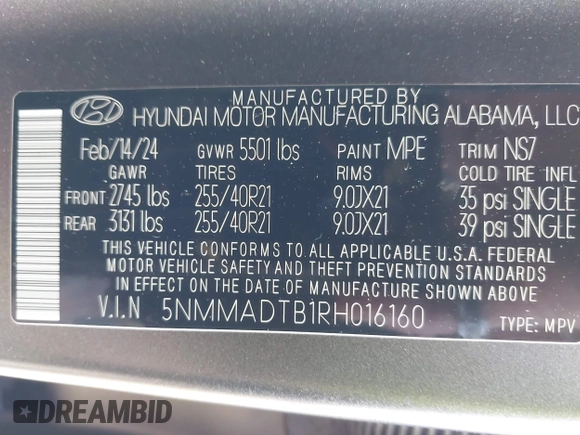 MANUFACTURED BY
HYUNDAI MOTOR MANUFACTURING ALABAMA, LLC
Feb/14/24 GVWR 5501 lbs PAINT MPE TRIM NS7
GAWR TIRES RIMS COLD TIRE INFL
FRONT 2745 lbs 255/40R21 9.0JX21 35 psi SINGLE
REAR 3131 lbs 255/40R21 9.0JX21 39 psi SINGLE
THIS VEHICLE CONFORMS TO ALL APPLICABLE U.S.A. FEDERAL
MOTOR VEHICLE SAFETY AND THEFT PREVENTION STANDARDS
IN EFFECT ON THE DATE OF MANUFACTURE SHOWN ABOVE.
V.I.N 5NMMADTB1RH016160 TYPE: MPV
DREAMBID